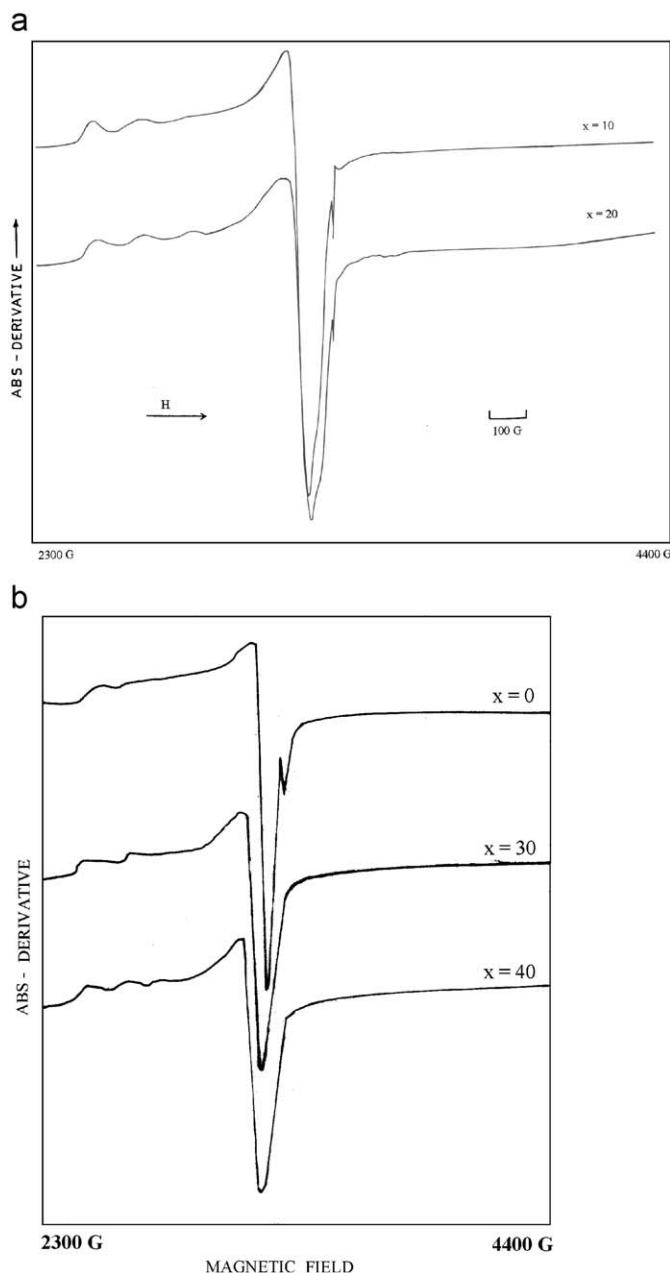 a
x = 10
x = 20
ABS - DERIVATIVE
H
100 G
2300 G 4400 G
b
x = 0
x = 30
x = 40
ABS - DERIVATIVE
2300 G 4400 G
MAGNETIC FIELD